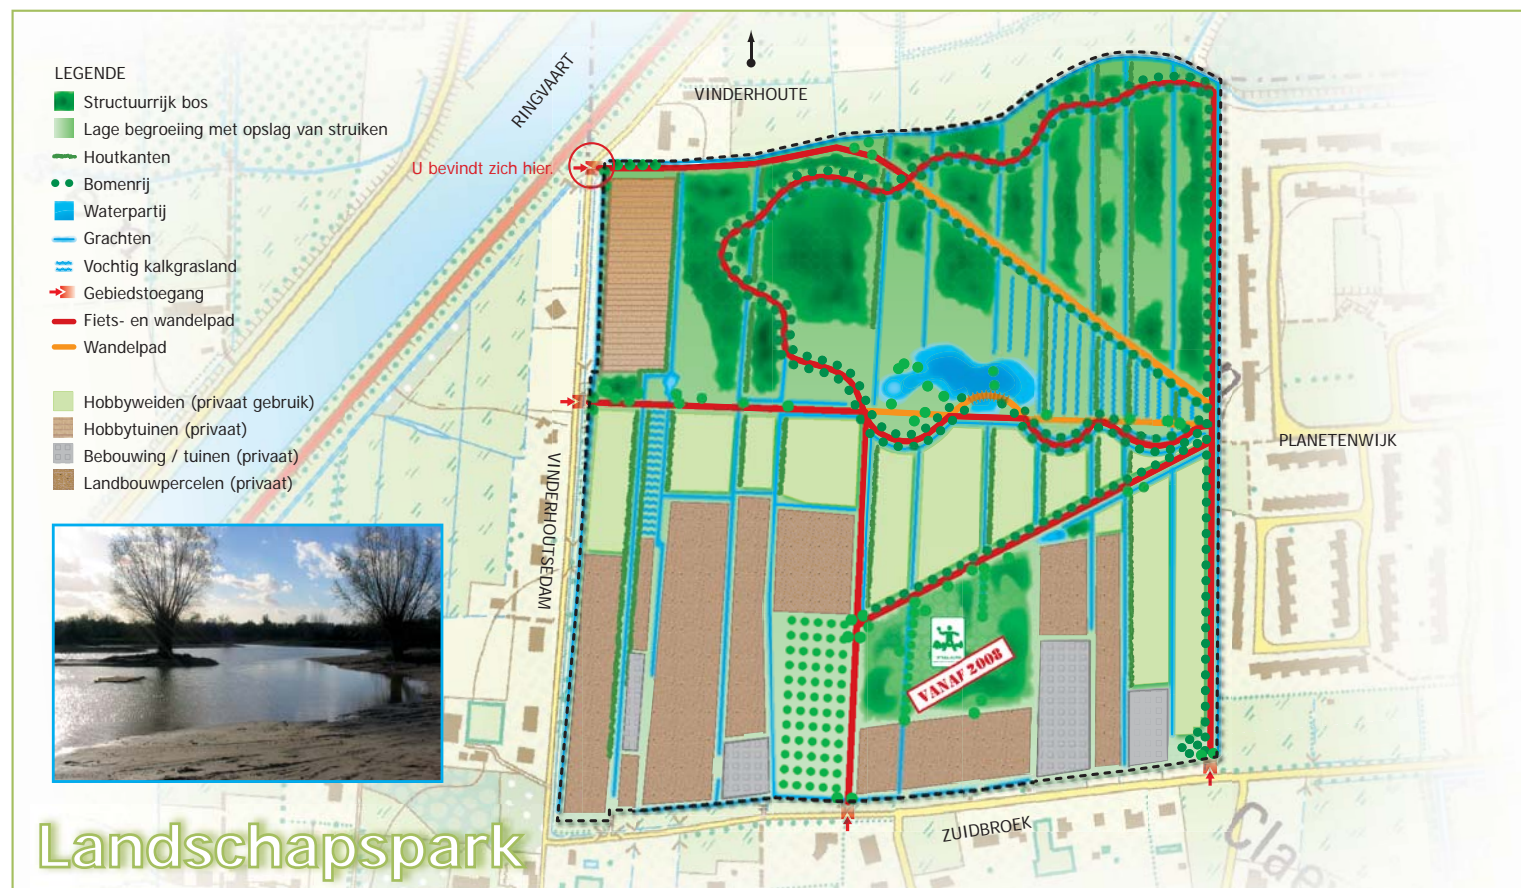 LEGENDE
Structuurrijk bos
Lage begroeiing met opslag van struiken
Houtkanten
Bomenrij
Waterpartij
Grachten
Vochtig kalkgrasland
Gebiedstoegang
Fiets- en wandelpad
Wandelpad
Hobbyweiden (privaat gebruik)
Hobbytuinen (privaat)
Bebouwing / tuinen (privaat)
Landbouwpercelen (privaat)
RINGVAART
VINDERHOUTE
U bevindt zich hier.
VINDERHOUTSEDAM
PLANETENWIJK
VANAF 2008
ZUIDBROEK
Clae
Landschapspark